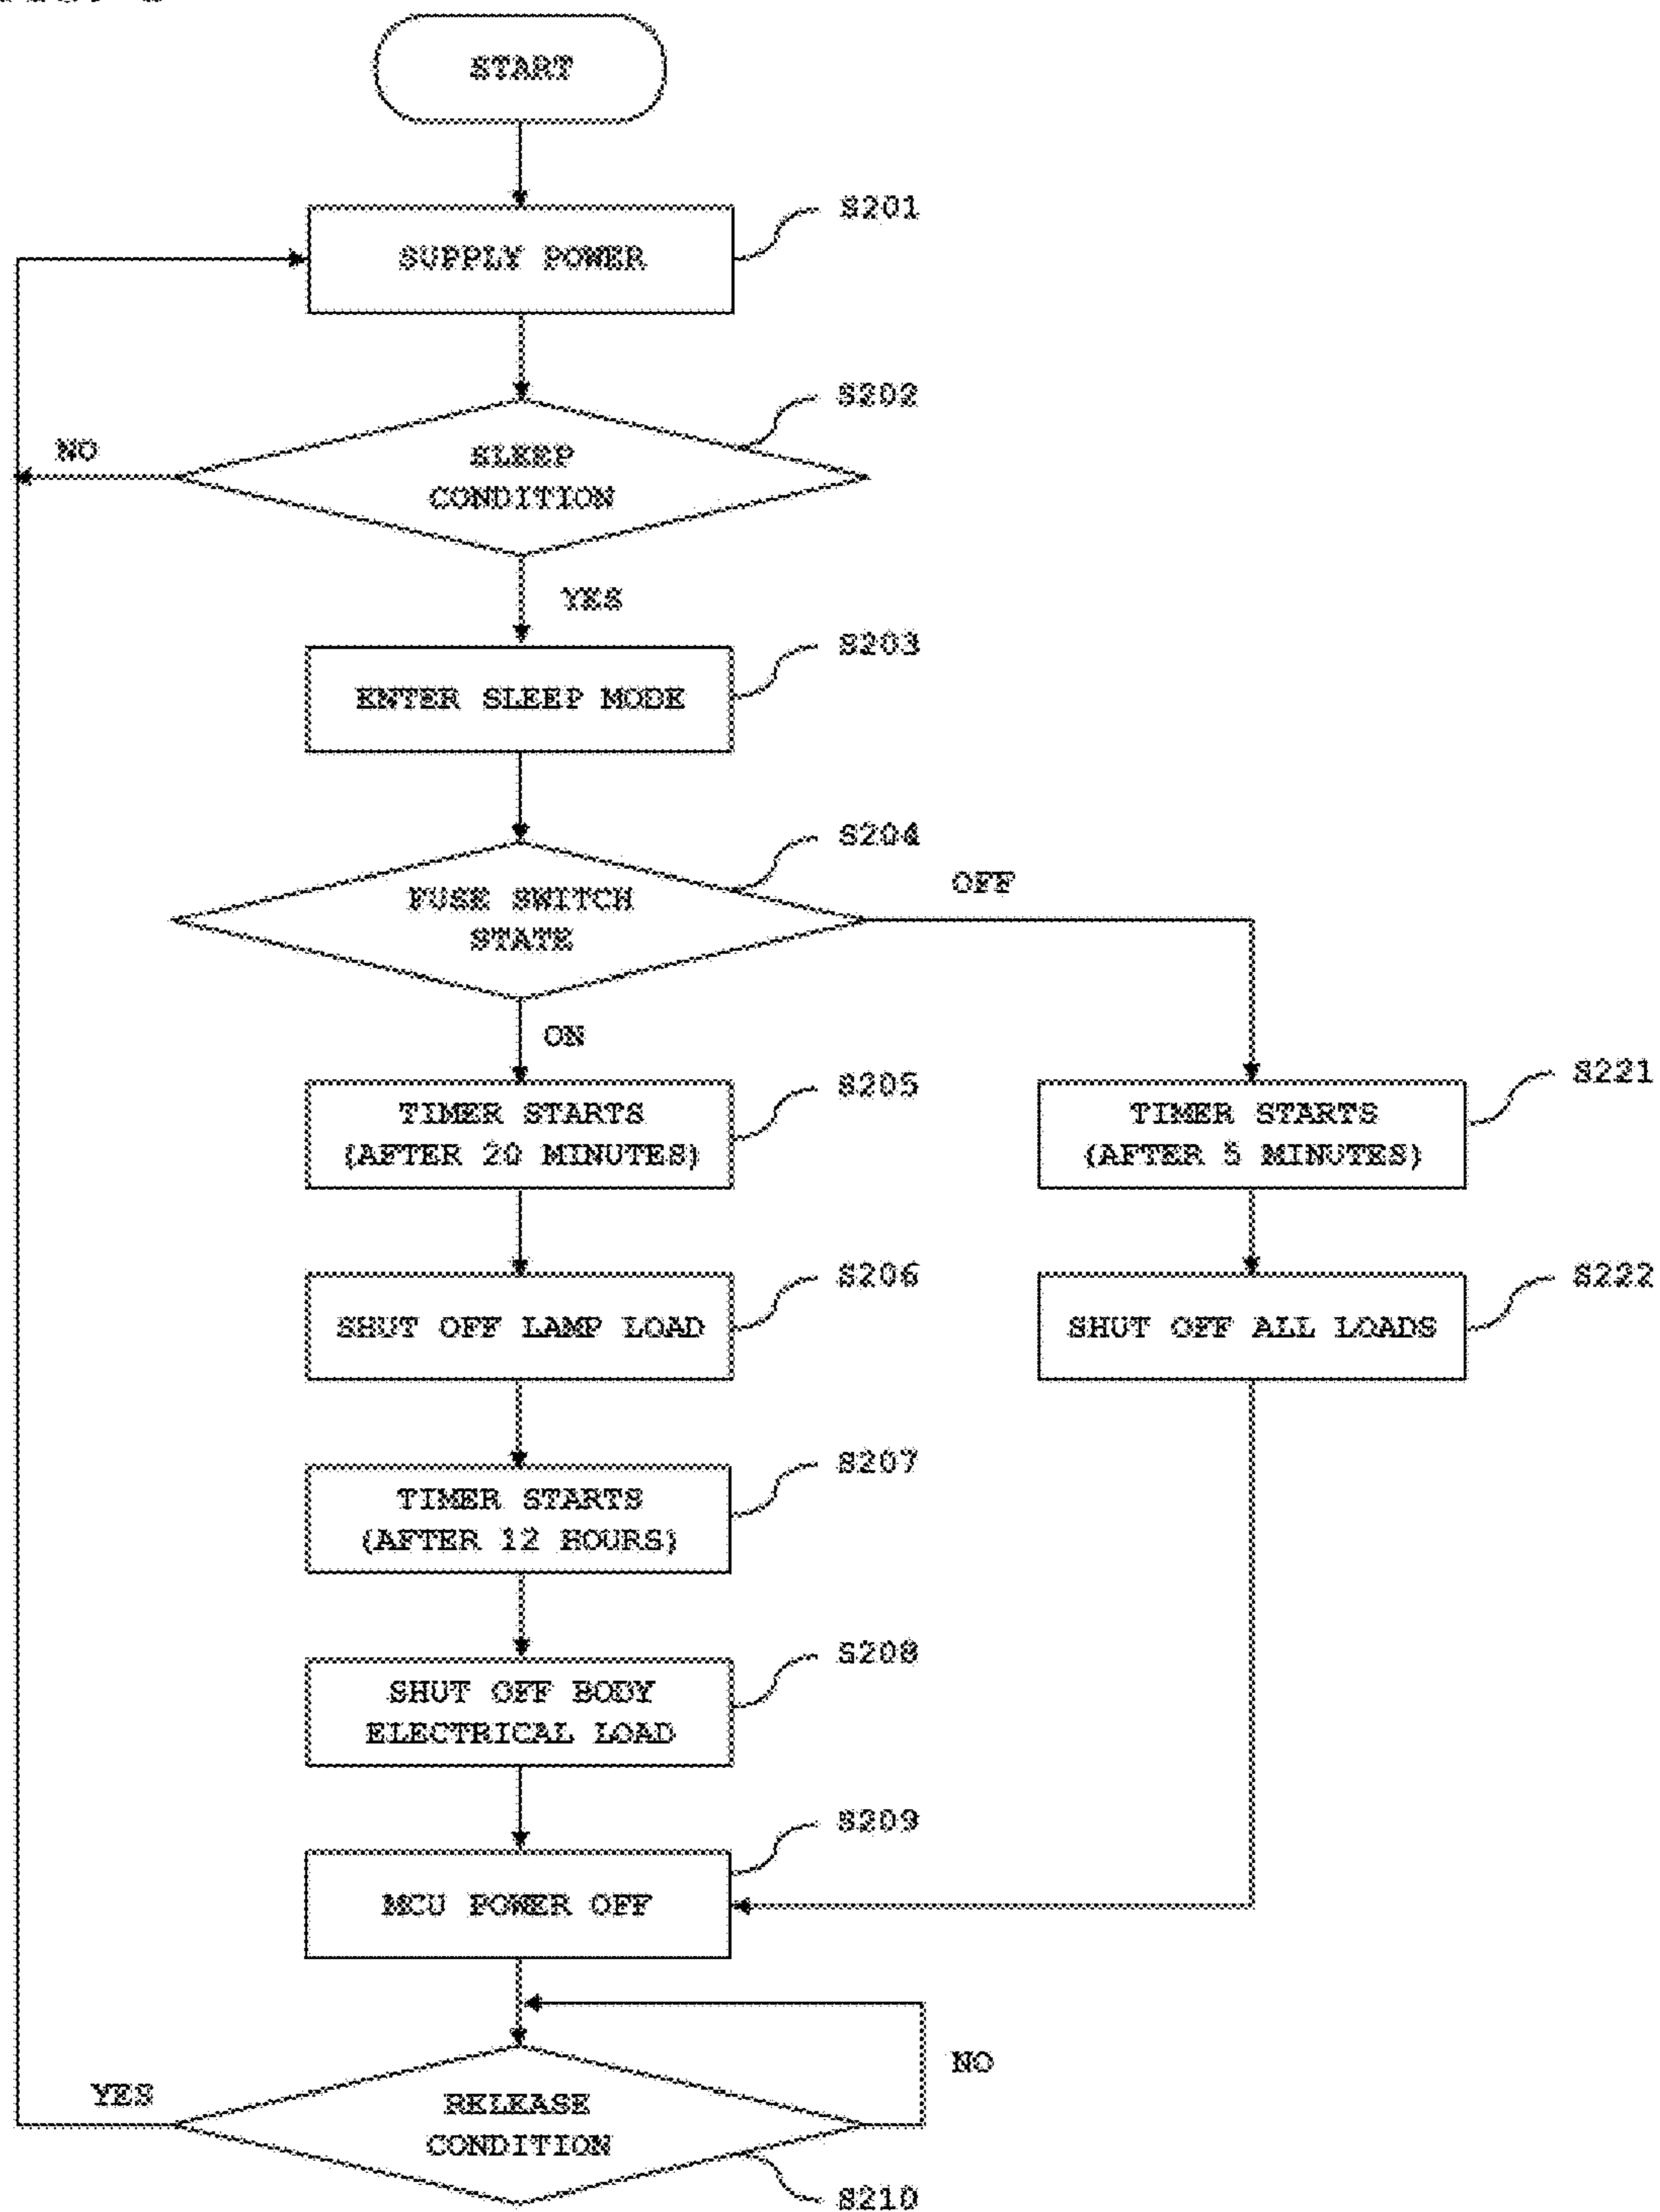 START
SUPPLY POWER
S201
SLEEP
CONDITION
S202
NO
YES
ENTER SLEEP MODE
S203
FUSE SWITCH
STATE
S204
OFF
ON
TIMER STARTS
(AFTER 20 MINUTES)
S205
TIMER STARTS
(AFTER 5 MINUTES)
S221
SHUT OFF LAMP LOAD
S206
SHUT OFF ALL LOADS
S222
TIMER STARTS
(AFTER 12 HOURS)
S207
SHUT OFF BODY
ELECTRICAL LOAD
S208
MCU POWER OFF
S209
NO
YES
RELEASE
CONDITION
S210